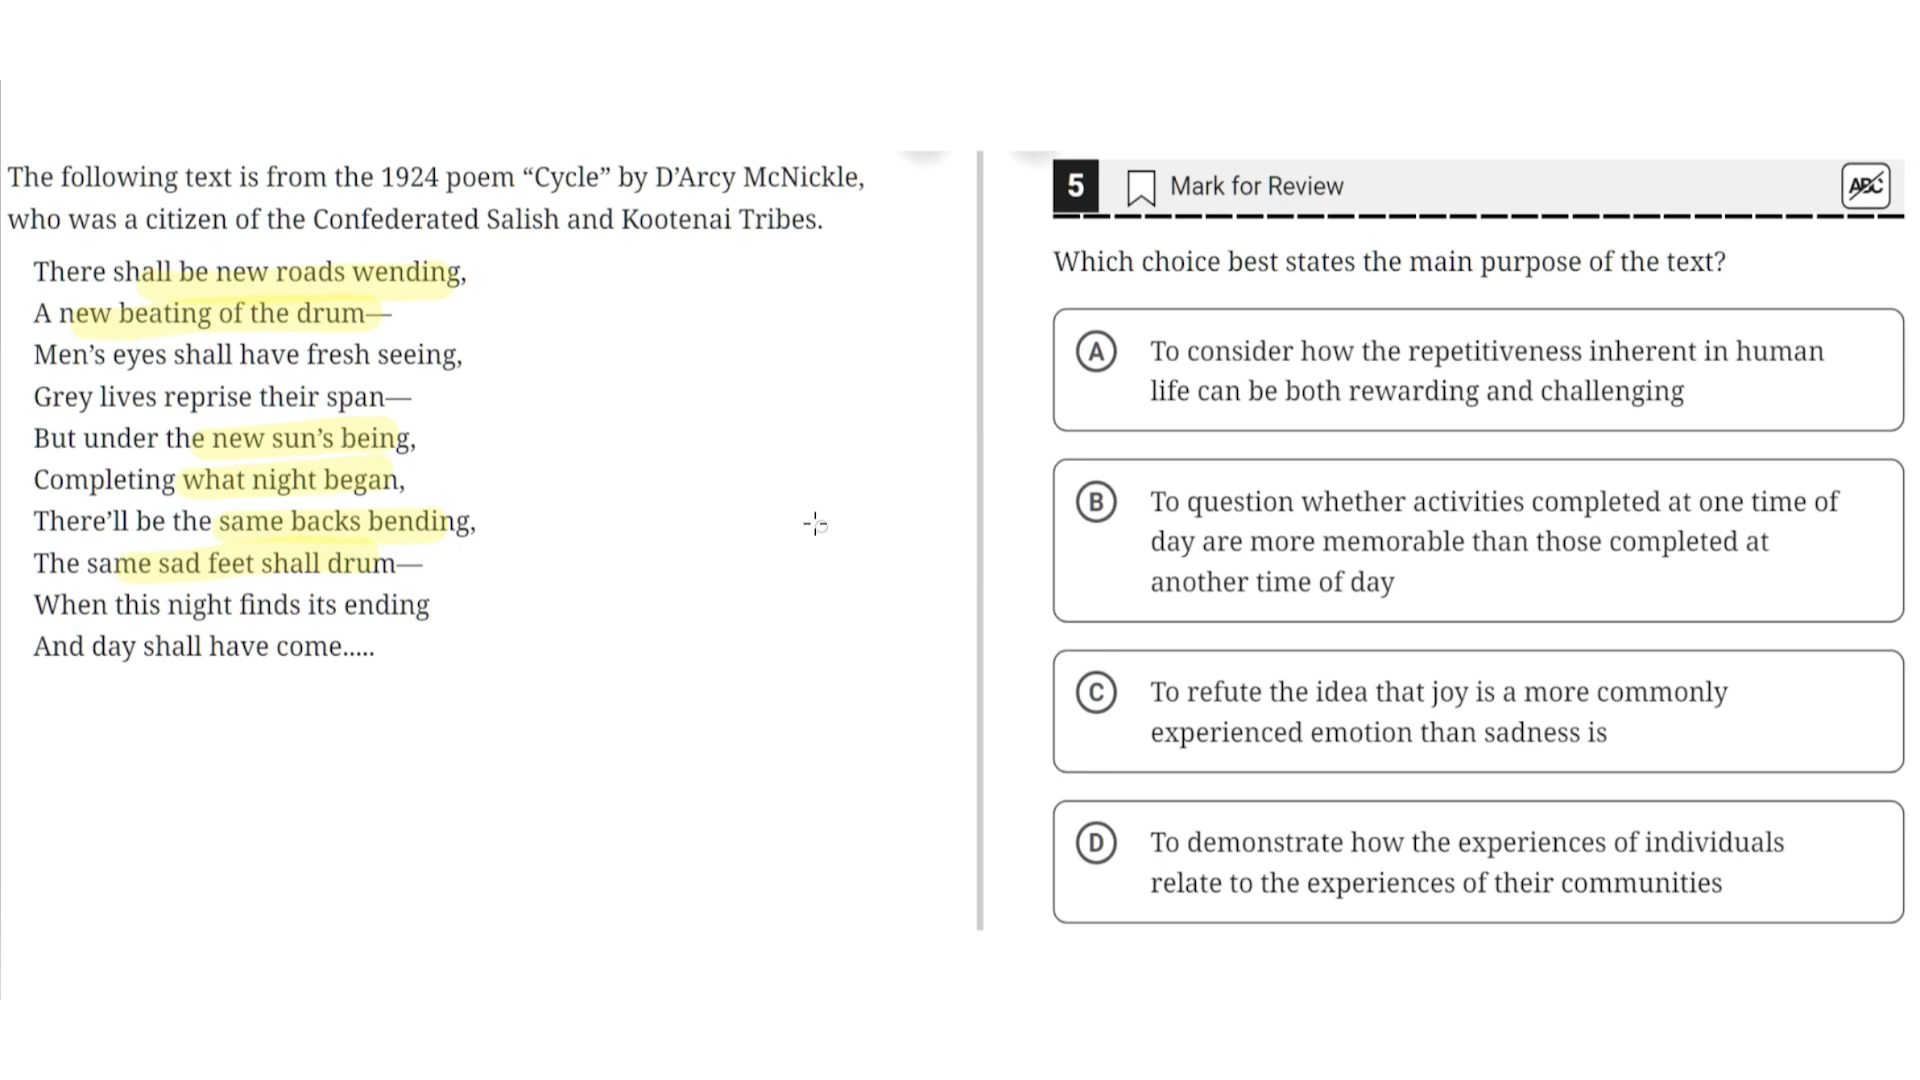 The following text is from the 1924 poem “Cycle” by D’Arcy McNickle,
who was a citizen of the Confederated Salish and Kootenai Tribes.
There shall be new roads wending,
A new beating of the drum—
Men’s eyes shall have fresh seeing,
Grey lives reprise their span—
But under the new sun’s being,
Completing what night began,
There’ll be the same backs bending,
The same sad feet shall drum—
When this night finds its ending
And day shall have come.....
5 Mark for Review ABC
Which choice best states the main purpose of the text?
A To consider how the repetitiveness inherent in human
life can be both rewarding and challenging
B To question whether activities completed at one time of
day are more memorable than those completed at
another time of day
C To refute the idea that joy is a more commonly
experienced emotion than sadness is
D To demonstrate how the experiences of individuals
relate to the experiences of their communities